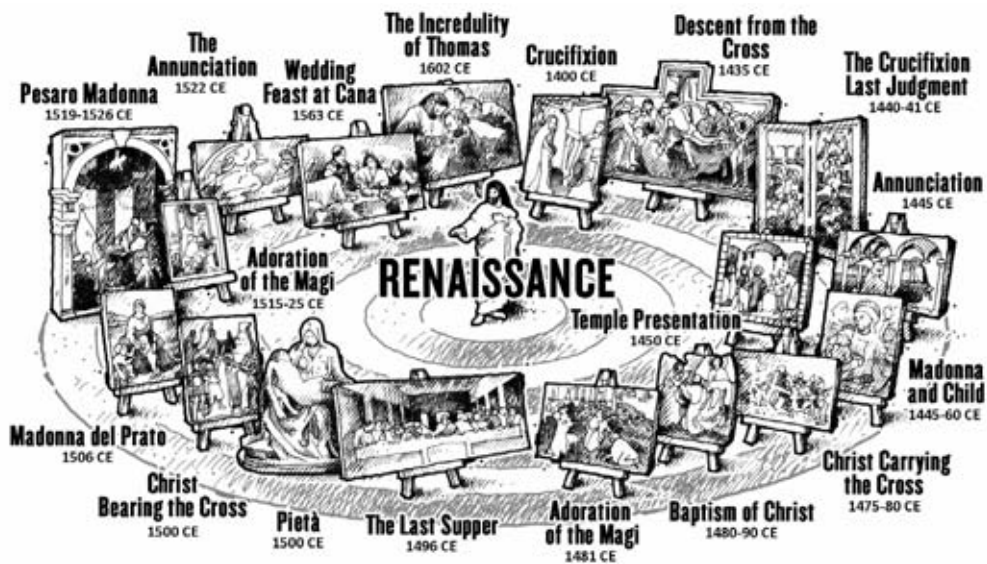 The Incredulity
of Thomas
1602 CE
Crucifixion
1400 CE
Descent from the
Cross
1435 CE
The Crucifixion
Last Judgment
1440-41 CE
Annunciation
1445 CE
Temple Presentation
1450 CE
Madonna
and Child
1445-60 CE
Christ Carrying
the Cross
1475-80 CE
Baptism of Christ
1480-90 CE
Adoration
of the Magi
1481 CE
The Last Supper
1496 CE
Pietà
1500 CE
Christ
Bearing the Cross
1500 CE
Madonna del Prato
1506 CE
Adoration
of the Magi
1515-25 CE
Pesaro Madonna
1519-1526 CE
The
Annunciation
1522 CE
Wedding
Feast at Cana
1563 CE
RENAISSANCE